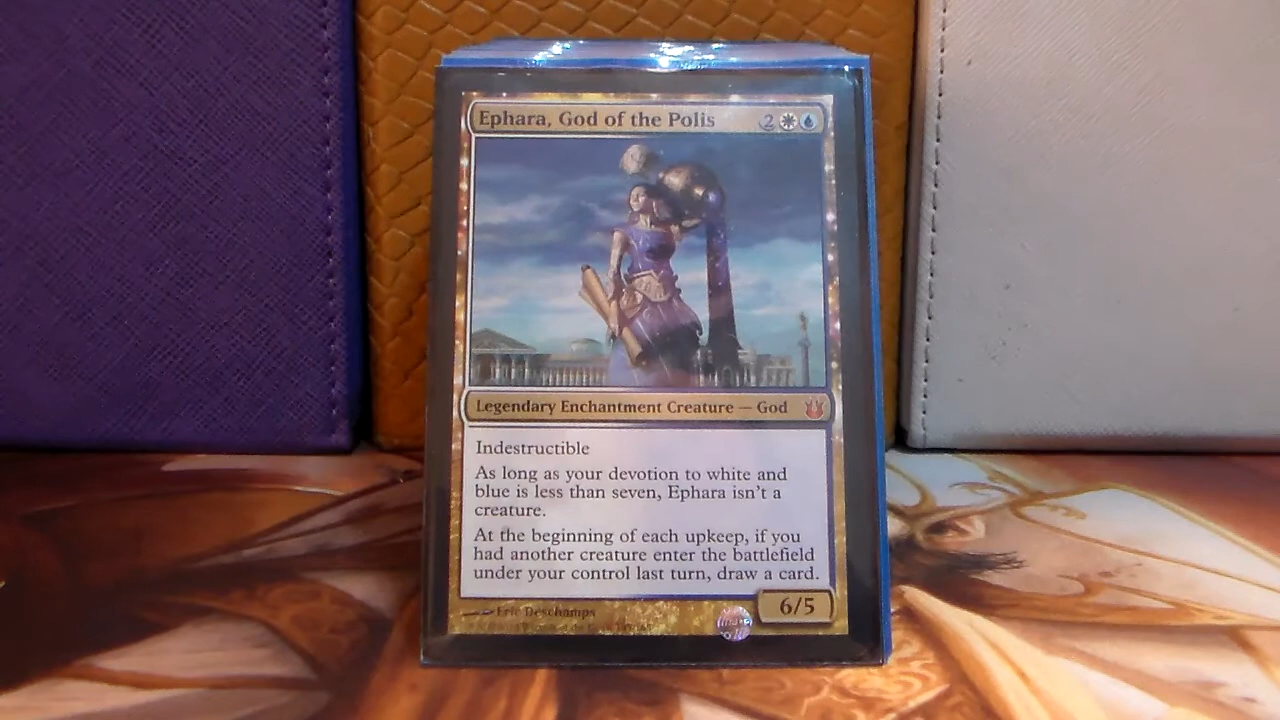 Ephara, God of the Polis 2
Legendary Enchantment Creature — God
Indestructible
As long as your devotion to white and
blue is less than seven, Ephara isn't a
creature.
At the beginning of each upkeep, if you
had another creature enter the battlefield
under your control last turn, draw a card.
6/5
Eric Deschamps